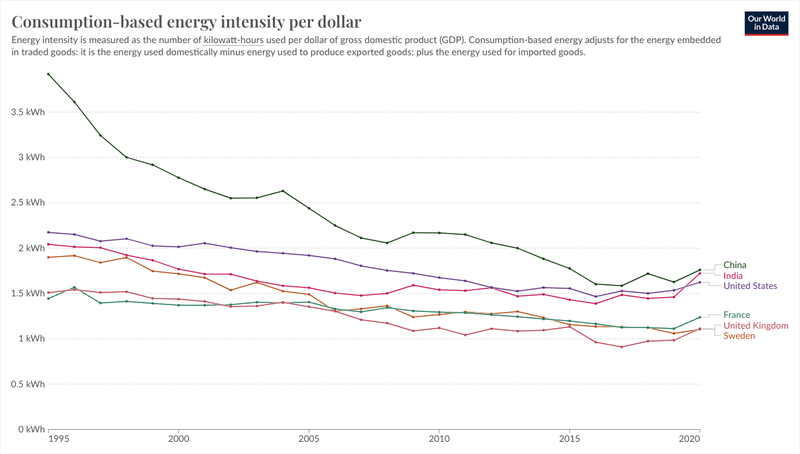 Consumption-based energy intensity per dollar
Our World
in Data
Energy intensity is measured as the number of kilowatt-hours used per dollar of gross domestic product (GDP). Consumption-based energy adjusts for the energy embedded
in traded goods: it is the energy used domestically minus energy used to produce exported goods; plus the energy used for imported goods.
3.5 kWh
3 kWh
2.5 kWh
2 kWh
1.5 kWh
1 kWh
0.5 kWh
0 kWh
China
India
United States
France
United Kingdom
Sweden
1995
2000
2005
2010
2015
2020